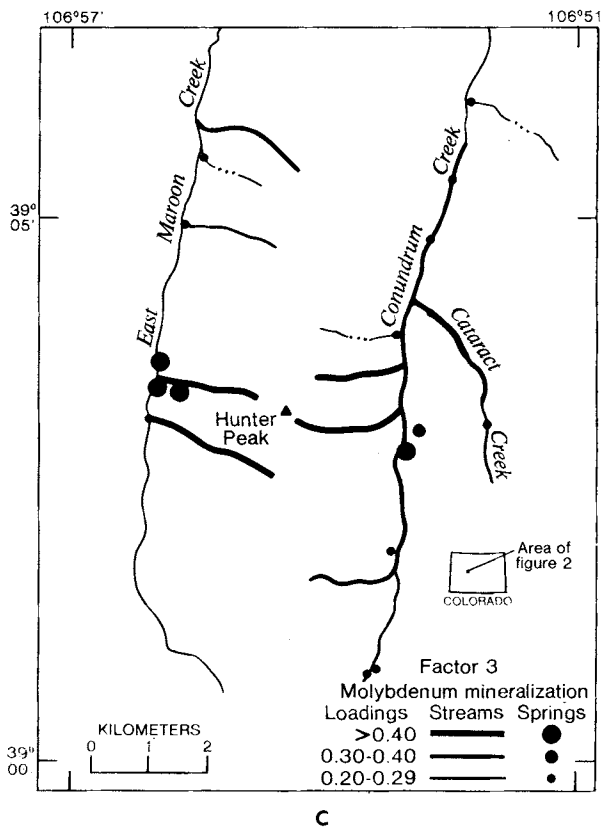 106°57'
106°51'
39°
05'
Creek
Maroon
East
Creek
Conundrum
Cataract
Creek
Hunter
Peak
Area of
figure 2
COLORADO
Factor 3
Molybdenum mineralization
Loadings Streams Springs
>0.40
0.30-0.40
0.20-0.29
KILOMETERS
0 1 2
39°
00
C